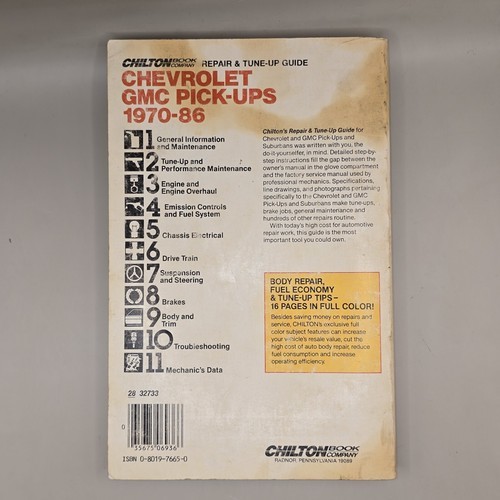 CHILTON BOOK COMPANY REPAIR & TUNE-UP GUIDE
CHEVROLET
GMC PICK-UPS
1970-86
1 General Information and Maintenance
2 Tune-Up and Performance Maintenance
3 Engine and Engine Overhaul
4 Emission Controls and Fuel System
5 Chassis Electrical
6 Drive Train
7 Suspension and Steering
8 Brakes
9 Body and Trim
10 Troubleshooting
11 Mechanic's Data
Chilton's Repair & Tune-Up Guide for
Chevrolet and GMC Pick-Ups and
Suburbans was written with you, the
do-it-yourselfer, in mind. Detailed step-by-
step instructions fill the gap between the
owner's manual in the glove compartment
and the factory service manual used by
professional mechanics. Specifications,
line drawings, and photographs pertaining
specifically to the Chevrolet and GMC
Pick-Ups and Suburbans make tune-ups,
brake jobs, general maintenance and
hundreds of other repairs routine.
With today's high cost for automotive
repair work, this guide is the most
important tool you could own.
BODY REPAIR,
FUEL ECONOMY
& TUNE-UP TIPS—
16 PAGES IN FULL COLOR!
Besides saving money on repairs and
service, CHILTON's exclusive full
color subject features can increase
your vehicle's resale value, cut the
high cost of auto body repair, reduce
fuel consumption and increase
operating efficiency.
28 32733
0 35675 06936
ISBN 0-8019-7665-0
CHILTON BOOK COMPANY
RADNOR, PENNSYLVANIA 19089